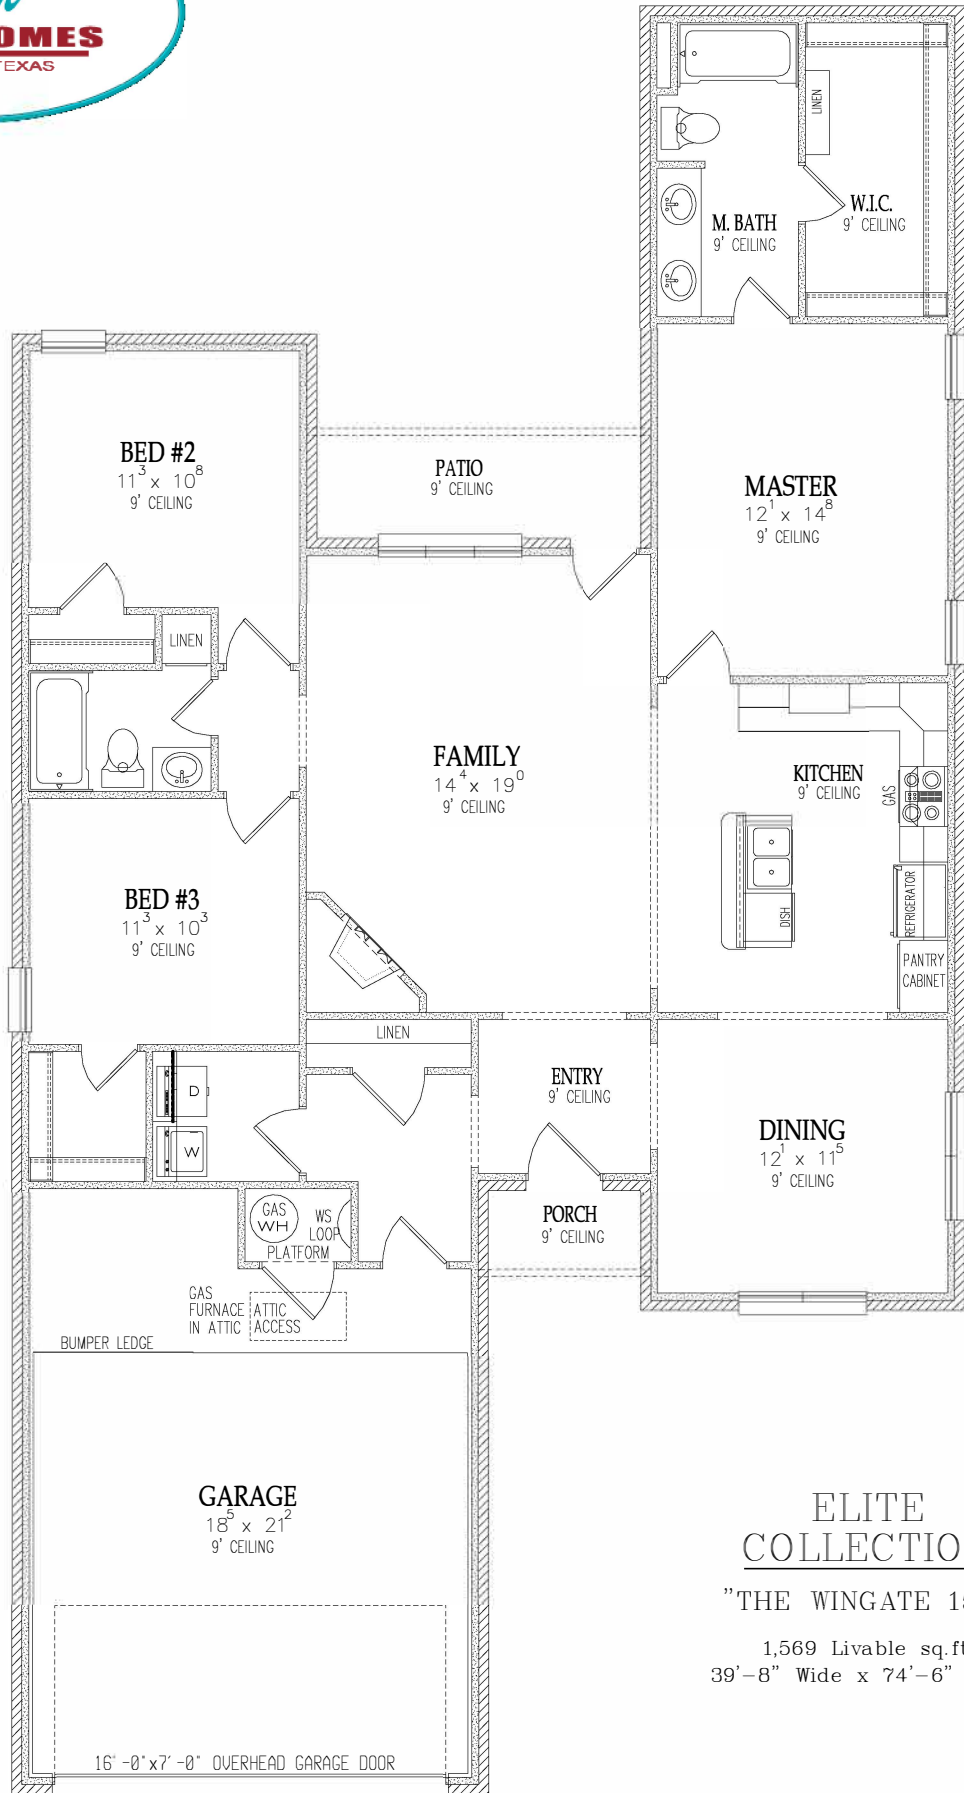 OMES
TEXAS
LINEN
W.I.C.
9' CEILING
M. BATH
9' CEILING
BED #2
11³ x 10⁸
9' CEILING
PATIO
9' CEILING
MASTER
12¹ x 14⁸
9' CEILING
LINEN
FAMILY
14⁴ x 19⁰
9' CEILING
KITCHEN
9' CEILING
GAS
BED #3
11³ x 10³
9' CEILING
DISH
REFRIGERATOR
PANTRY
CABINET
LINEN
D
W
ENTRY
9' CEILING
DINING
12¹ x 11⁵
9' CEILING
GAS
WH
WS
LOOP
PLATFORM
PORCH
9' CEILING
GAS
FURNACE
IN ATTIC
ATTIC
ACCESS
BUMPER LEDGE
GARAGE
18⁵ x 21²
9' CEILING
16'-0"x7'-0" OVERHEAD GARAGE DOOR
ELITE
COLLECTIO
"THE WINGATE 1
1,569 Livable sq.ft
39'-8" Wide x 74'-6"